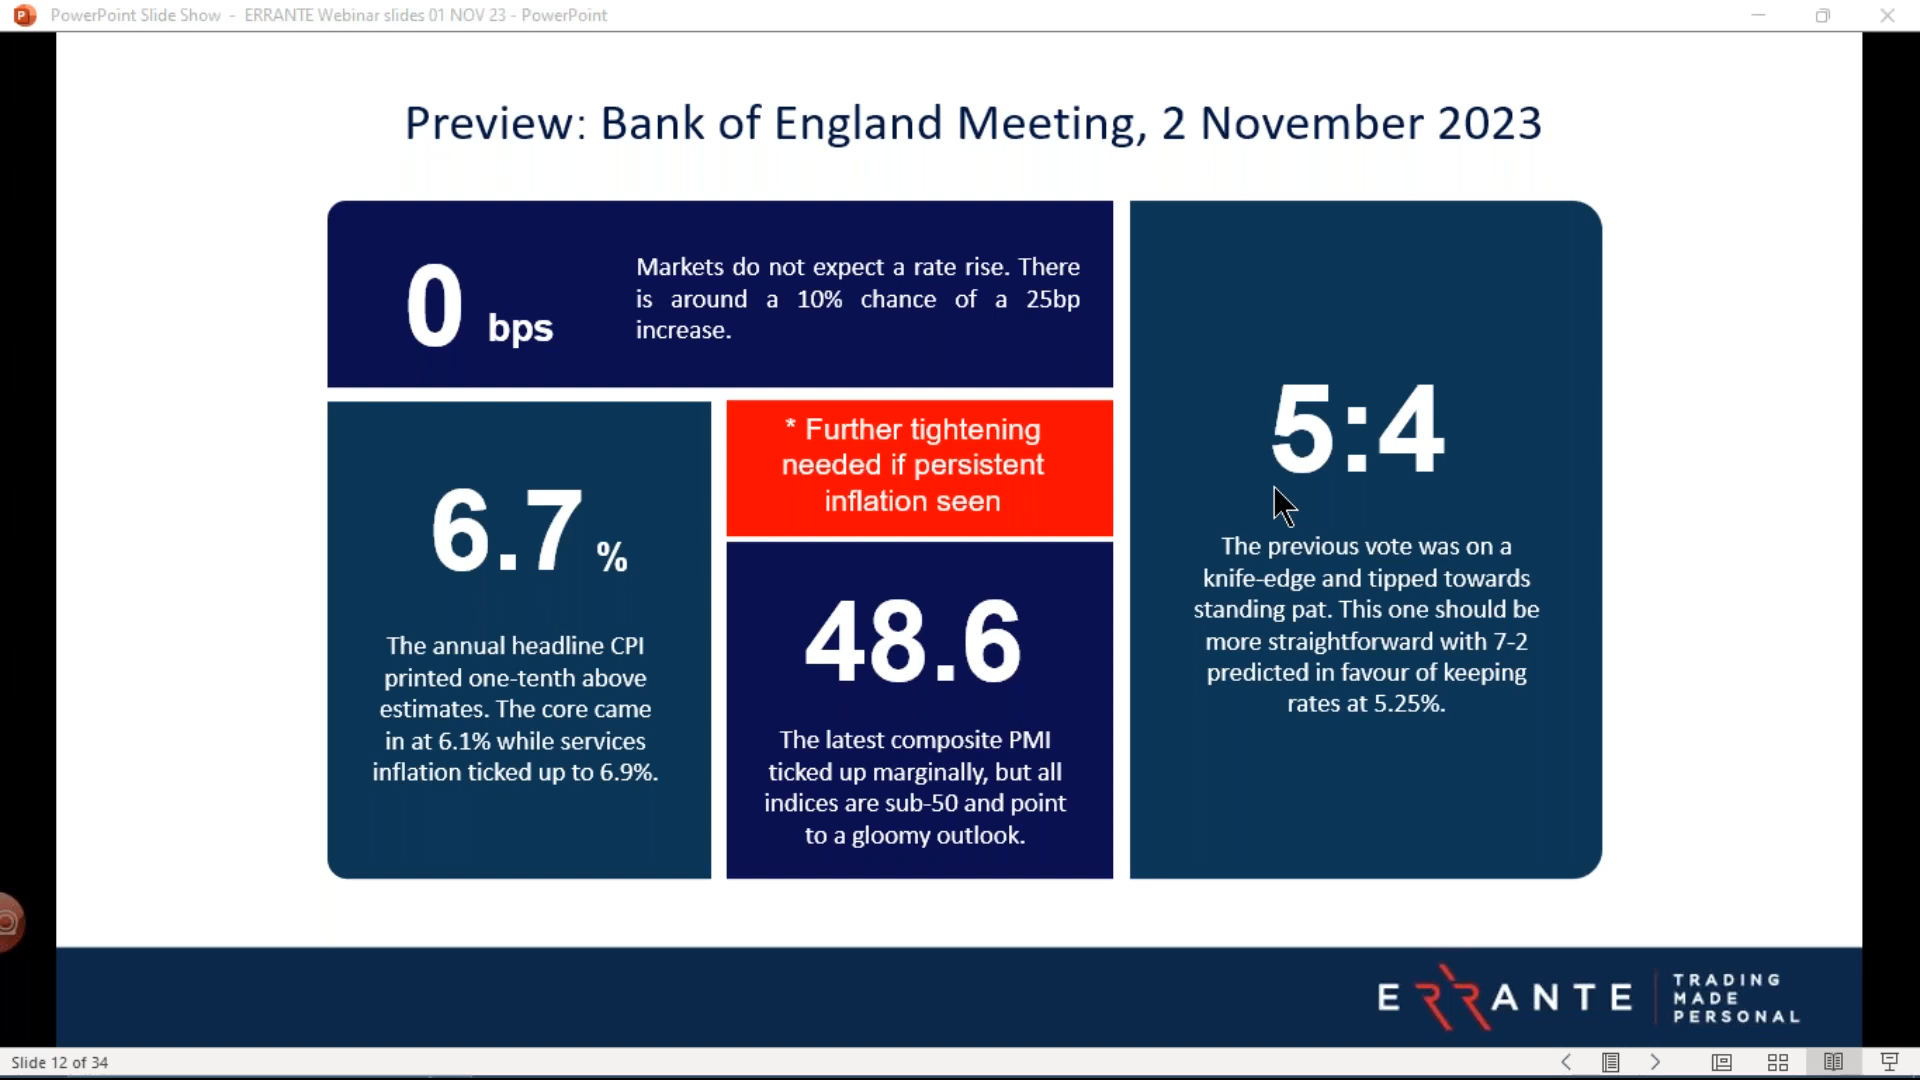 PowerPoint Slide Show - ERRANTE Webinar slides 01 NOV 23 - PowerPoint
Preview: Bank of England Meeting, 2 November 2023
0 bps
Markets do not expect a rate rise. There
is around a 10% chance of a 25bp
increase.
6.7 %
The annual headline CPI
printed one-tenth above
estimates. The core came
in at 6.1% while services
inflation ticked up to 6.9%.
* Further tightening
needed if persistent
inflation seen
48.6
The latest composite PMI
ticked up marginally, but all
indices are sub-50 and point
to a gloomy outlook.
5:4
The previous vote was on a
knife-edge and tipped towards
standing pat. This one should be
more straightforward with 7-2
predicted in favour of keeping
rates at 5.25%.
ERRANTE
TRADING
MADE
PERSONAL
Slide 12 of 34